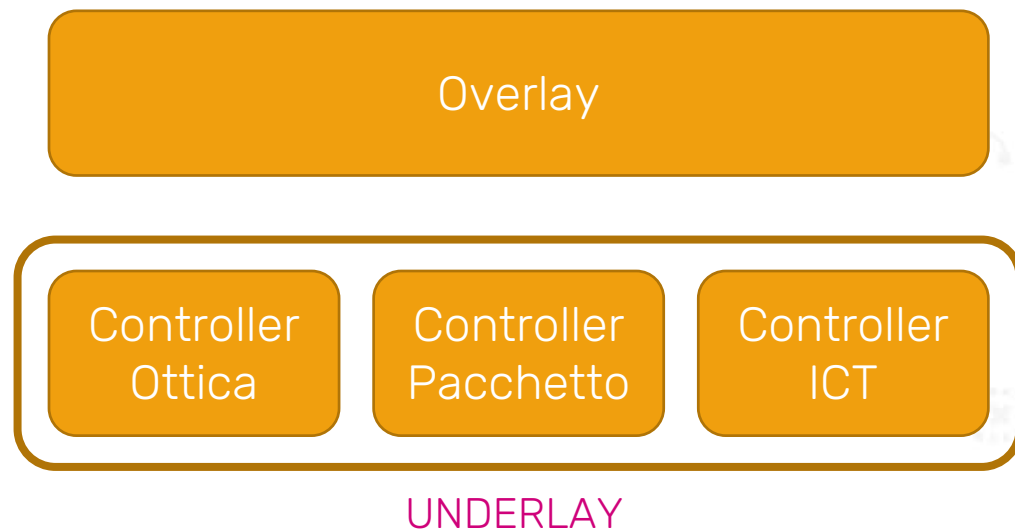 Overlay
Controller
Ottica
Controller
Pacchetto
Controller
ICT
UNDERLAY